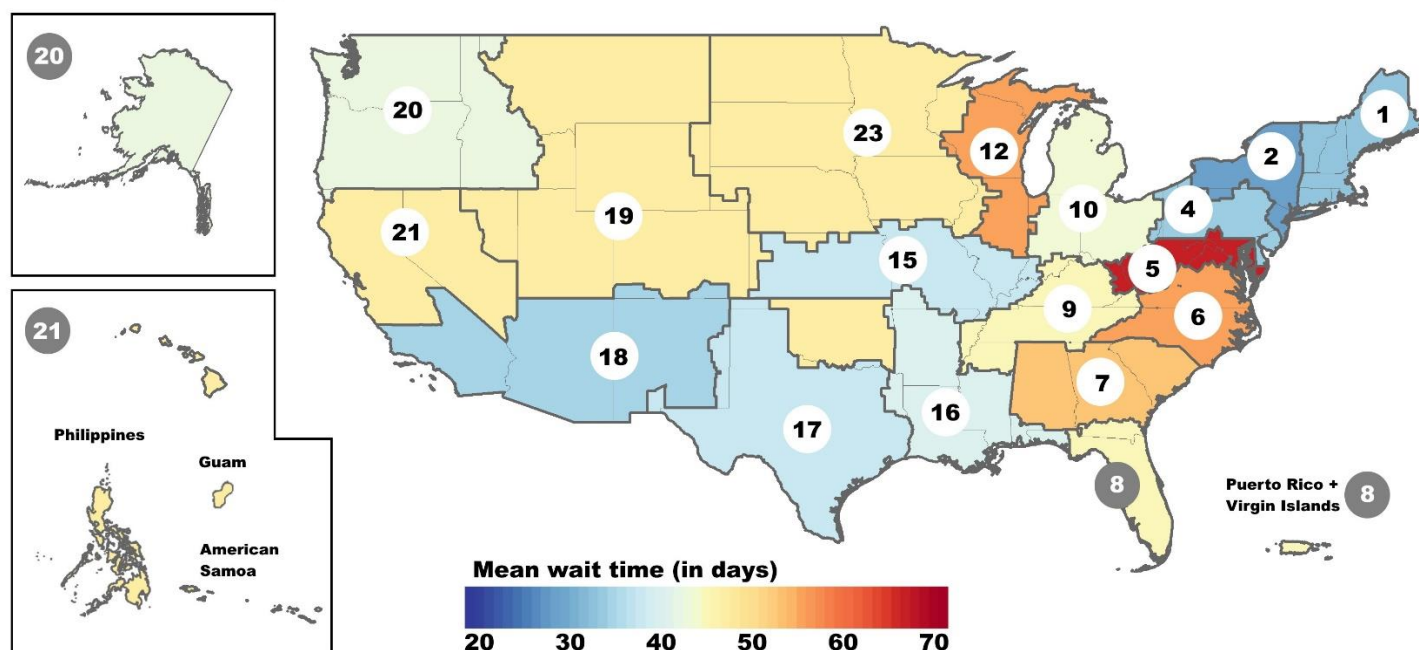 20
20
23
12
1
2
4
10
19
21
15
5
9
6
18
7
16
17
8
21
Philippines
Guam
American
Samoa
Puerto Rico +
Virgin Islands
8
Mean wait time (in days)
20 30 40 50 60 70